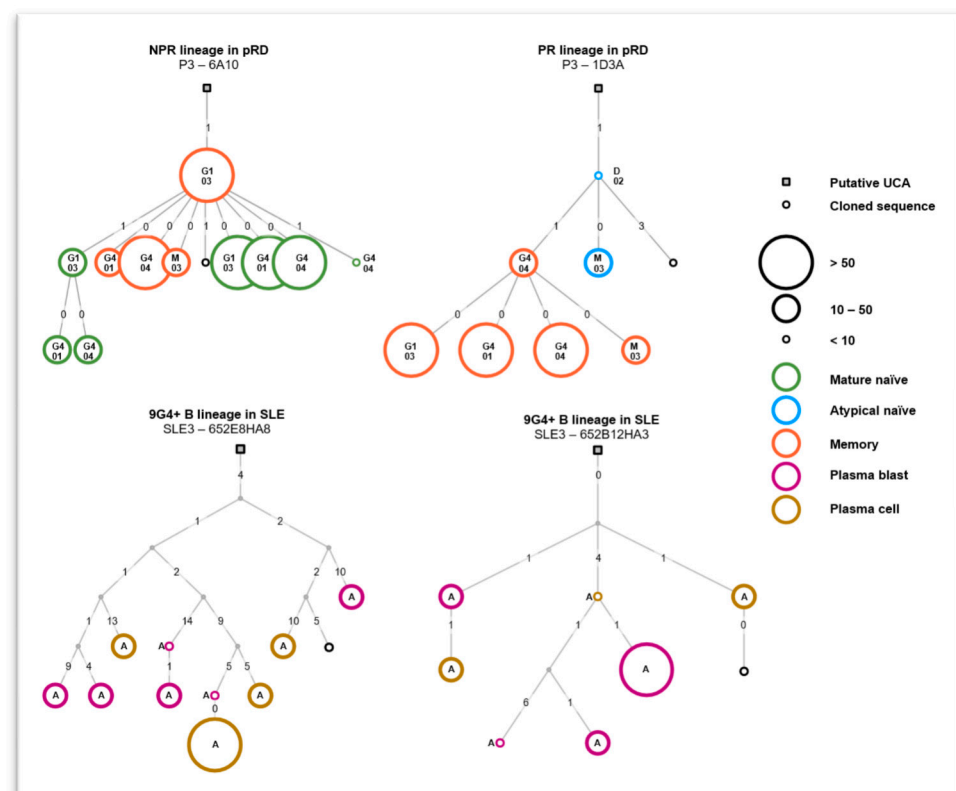 NPR lineage in pRD
P3 – 6A10
1
G1
03
1 0 0 0 1 0 0 0 1
G1
03
G4
01
G4
04
M
03
G1
03
G4
01
G4
04
G4
04
0 0
G4
01
G4
04
PR lineage in pRD
P3 – 1D3A
1
D
02
1 0 3
G4
04
M
03
0 0 0 0
G1
03
G4
01
G4
04
M
03
Putative UCA
Cloned sequence
> 50
10 – 50
< 10
Mature naïve
Atypical naïve
Memory
Plasma blast
Plasma cell
9G4+ B lineage in SLE
SLE3 – 652E8HA8
4
1 2
1 2 2 10
A
1 13 14 9 10 5
A A A
9 4 1 5 5
A A A A A
0
A
9G4+ B lineage in SLE
SLE3 – 652B12HA3
0
1 4 1
A A A
1 1 1 0
A A
6 1
A A